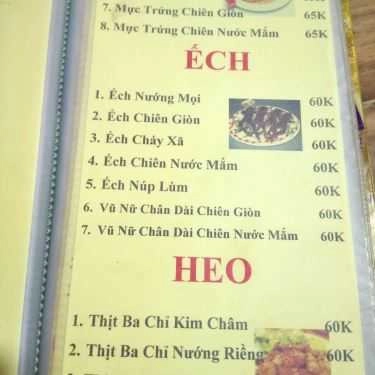 7. Mực Trứng Chiên Giòn 65K
8. Mực Trứng Chiên Nước Mắm 65K
ẾCH
1. Ếch Nướng Mọi 60K
2. Ếch Chiên Giòn 60K
3. Ếch Cháy Xã 60K
4. Ếch Chiên Nước Mắm 60K
5. Ếch Núp Lùm 60K
6. Vũ Nữ Chân Dài Chiên Giòn 60K
7. Vũ Nữ Chân Dài Chiên Nước Mắm 60K
HEO
1. Thịt Ba Chỉ Kim Châm 60K
2. Thịt Ba Chỉ Nướng Riềng